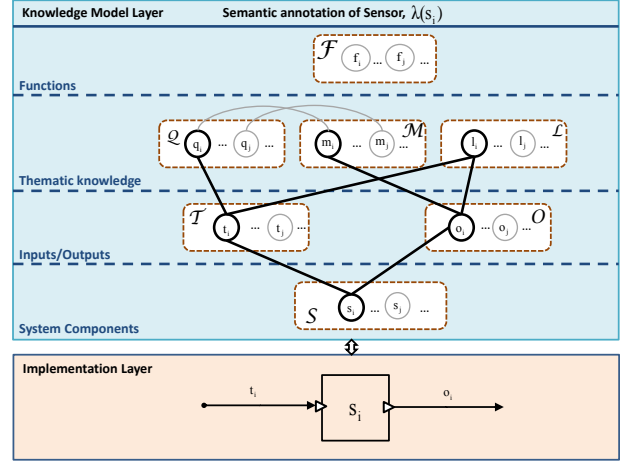 Knowledge Model Layer Semantic annotation of Sensor, λ(s_i)
ℱ f_i ... f_j ...
Functions
𝒬 q_i ... q_j ... m_i ... m_j ... ℳ l_i ... l_j ... ℒ
Thematic knowledge
𝒯 t_i ... t_j ... o_i ... o_j ... O
Inputs/Outputs
𝒮 s_i ... s_j ...
System Components
Implementation Layer
t_i S_i o_i